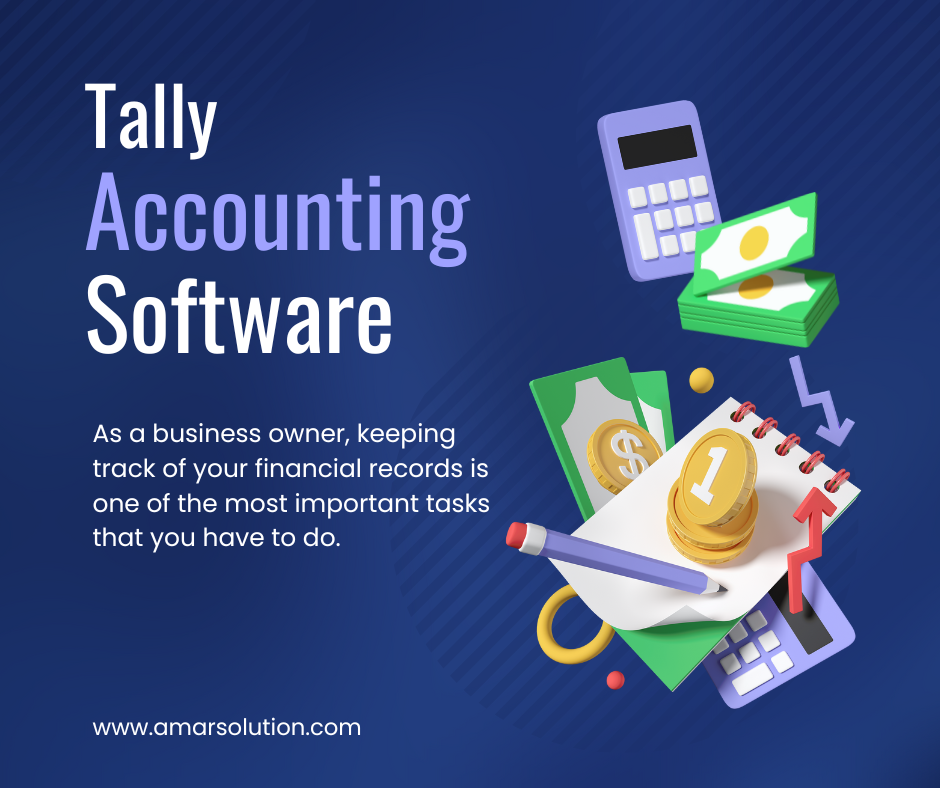 Tally
Accounting
Software
As a business owner, keeping
track of your financial records is
one of the most important tasks
that you have to do.
$
1
www.amarsolution.com